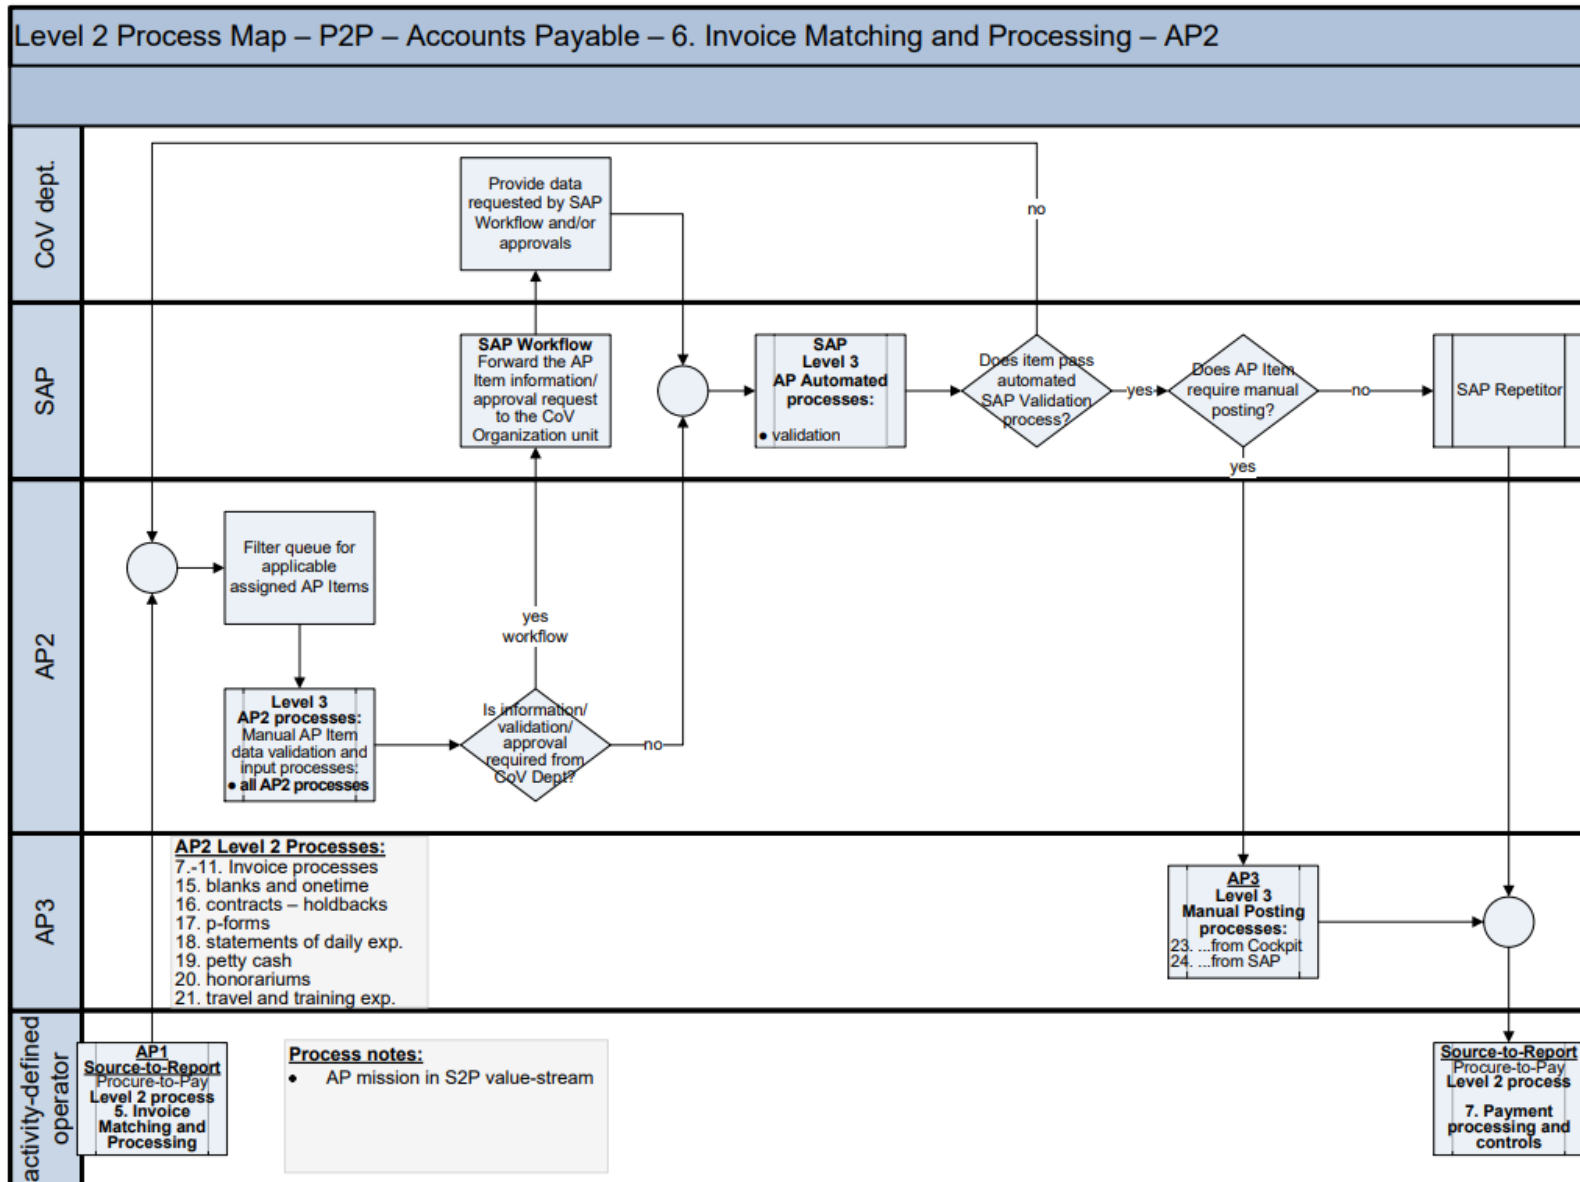 Level 2 Process Map – P2P – Accounts Payable – 6. Invoice Matching and Processing – AP2
CoV dept.
Provide data
requested by SAP
Workflow and/or
approvals
no
SAP
SAP Workflow
Forward the AP
Item information/
approval request
to the CoV
Organization unit
SAP
Level 3
AP Automated
processes:
● validation
Does item pass
automated
SAP Validation
process?
yes
Does AP Item
require manual
posting?
no
SAP Repetitor
yes
AP2
Filter queue for
applicable
assigned AP Items
yes
workflow
Level 3
AP2 processes:
Manual AP Item
data validation and
input processes:
● all AP2 processes
Is information/
validation/
approval
required from
CoV Dept?
no
AP3
AP2 Level 2 Processes:
7.-11. Invoice processes
15. blanks and onetime
16. contracts – holdbacks
17. p-forms
18. statements of daily exp.
19. petty cash
20. honorariums
21. travel and training exp.
AP3
Level 3
Manual Posting
processes:
23. ...from Cockpit
24. ...from SAP
activity-defined
operator
AP1
Source-to-Report
Procure-to-Pay
Level 2 process
5. Invoice
Matching and
Processing
Process notes:
● AP mission in S2P value-stream
Source-to-Report
Procure-to-Pay
Level 2 process
7. Payment
processing and
controls